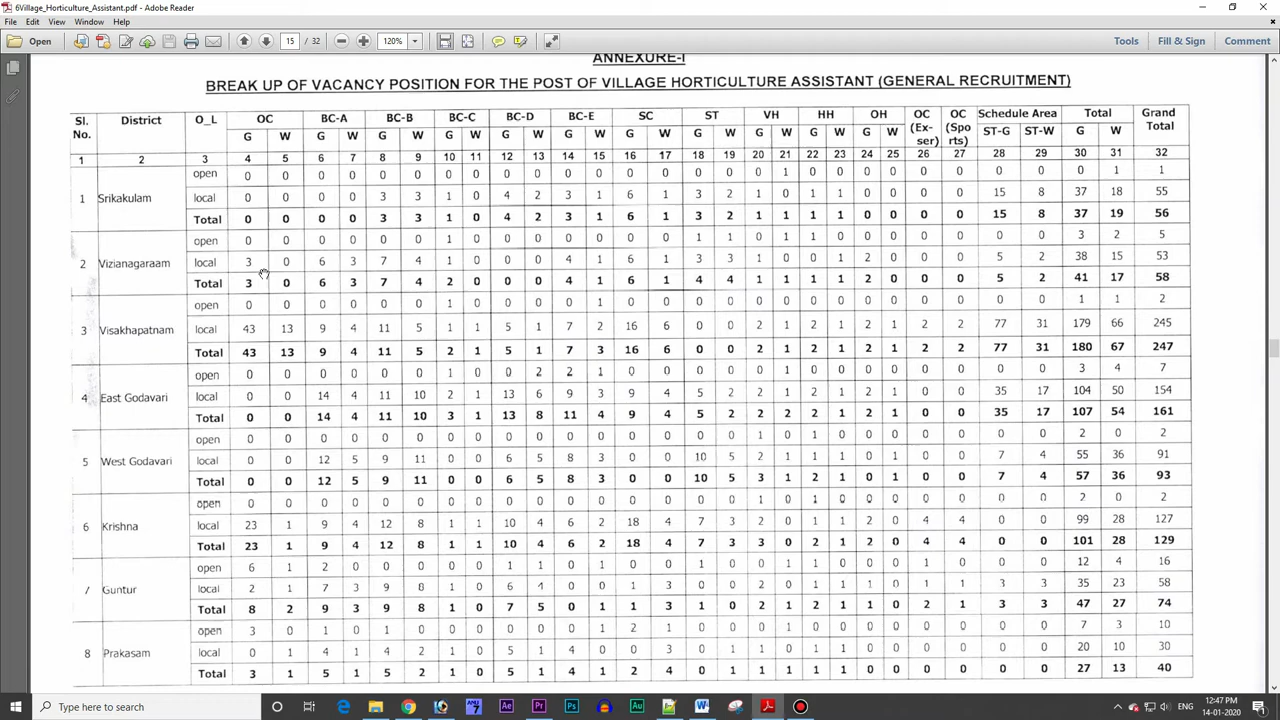 6Village_Horticulture_Assistant.pdf - Adobe Reader
File Edit View Window Help
Open 15 / 32 120% Tools Fill & Sign Comment
ANNEXURE-I
BREAK UP OF VACANCY POSITION FOR THE POST OF VILLAGE HORTICULTURE ASSISTANT (GENERAL RECRUITMENT)
Sl. No. District O_L OC BC-A BC-B BC-C BC-D BC-E SC ST VH HH OH OC (Ex-ser) OC (Sports) Schedule Area Total Grand Total
G W G W G W G W G W G W G W G W G W G W G W ST-G ST-W G W
1 2 3 4 5 6 7 8 9 10 11 12 13 14 15 16 17 18 19 20 21 22 23 24 25 26 27 28 29 30 31 32
open 0 0 0 0 0 0 0 0 0 0 0 0 0 0 0 0 0 1 0 0 0 0 0 0 0 0 0 1 1
1 Srikakulam local 0 0 0 0 3 3 1 0 4 2 3 1 6 1 3 2 1 0 1 1 0 0 0 0 15 8 37 18 55
Total 0 0 0 0 3 3 1 0 4 2 3 1 6 1 3 2 1 1 1 1 0 0 0 0 15 8 37 19 56
open 0 0 0 0 0 0 1 0 0 0 0 0 0 0 1 1 0 1 1 0 0 0 0 0 0 0 3 2 5
2 Vizianagaraam local 3 0 6 3 7 4 1 0 0 0 4 1 6 1 3 3 1 0 0 1 2 0 0 0 5 2 38 15 53
Total 3 0 6 3 7 4 2 0 0 0 4 1 6 1 4 4 1 1 1 1 2 0 0 0 5 2 41 17 58
open 0 0 0 0 0 0 1 0 0 0 0 1 0 0 0 0 0 0 0 0 0 0 0 0 0 0 1 1 2
3 Visakhapatnam local 43 13 9 4 11 5 1 1 5 1 7 2 16 6 0 0 2 1 2 1 2 1 2 2 77 31 179 66 245
Total 43 13 9 4 11 5 2 1 5 1 7 3 16 6 0 0 2 1 2 1 2 1 2 2 77 31 180 67 247
open 0 0 0 0 0 0 1 0 0 2 2 1 0 0 0 0 0 1 0 0 0 0 0 0 0 0 3 4 7
4 East Godavari local 0 0 14 4 11 10 2 1 13 6 9 3 9 4 5 2 2 1 2 1 2 1 0 0 35 17 104 50 154
Total 0 0 14 4 11 10 3 1 13 8 11 4 9 4 5 2 2 2 2 1 2 1 0 0 35 17 107 54 161
open 0 0 0 0 0 0 0 0 0 0 0 0 0 0 0 0 1 0 1 0 0 0 0 0 0 0 2 0 2
5 West Godavari local 0 0 12 5 9 11 0 0 6 5 8 3 0 0 10 5 2 1 1 1 0 1 0 0 7 4 55 36 91
Total 0 0 12 5 9 11 0 0 6 5 8 3 0 0 10 5 3 1 2 1 0 1 0 0 7 4 57 36 93
open 0 0 0 0 0 0 0 0 0 0 0 0 0 0 0 0 1 0 1 0 0 0 0 0 0 0 2 0 2
6 Krishna local 23 1 9 4 12 8 1 1 10 4 6 2 18 4 7 3 2 0 1 1 2 0 4 4 0 0 99 28 127
Total 23 1 9 4 12 8 1 1 10 4 6 2 18 4 7 3 3 0 2 1 2 0 4 4 0 0 101 28 129
open 6 1 2 0 0 0 0 0 1 1 0 1 0 0 1 0 0 1 1 0 0 0 1 0 0 0 12 4 16
7 Guntur local 2 1 7 3 9 8 1 0 6 4 0 0 1 3 0 0 2 0 1 1 1 0 1 1 3 3 35 23 58
Total 8 2 9 3 9 8 1 0 7 5 0 1 1 3 1 0 2 1 2 1 1 0 2 1 3 3 47 27 74
open 3 0 1 0 1 0 0 0 0 0 0 1 2 1 0 0 0 1 0 0 0 0 0 0 0 0 7 3 10
8 Prakasam local 0 1 4 1 4 2 1 0 5 1 4 0 0 3 0 1 1 0 1 1 0 0 0 0 0 0 20 10 30
Total 3 1 5 1 5 2 1 0 5 1 4 1 2 4 0 1 1 1 1 1 0 0 0 0 0 0 27 13 40
Type here to search
12:47 PM
14-01-2020